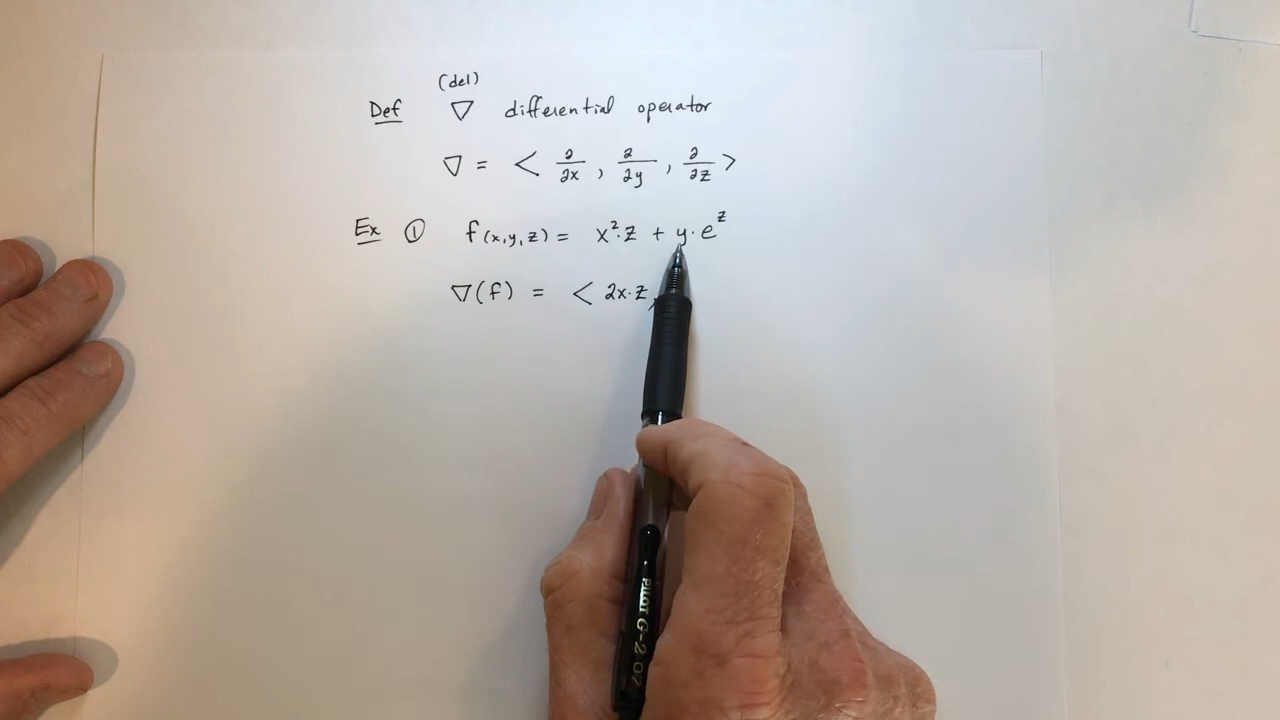 (del)
Def ∇ differential operator
∇ = < ∂/∂x , ∂/∂y , ∂/∂z >
Ex ① f(x,y,z) = x²·z + y·e^z
∇(f) = < 2x·z,
PILOT G-2 07